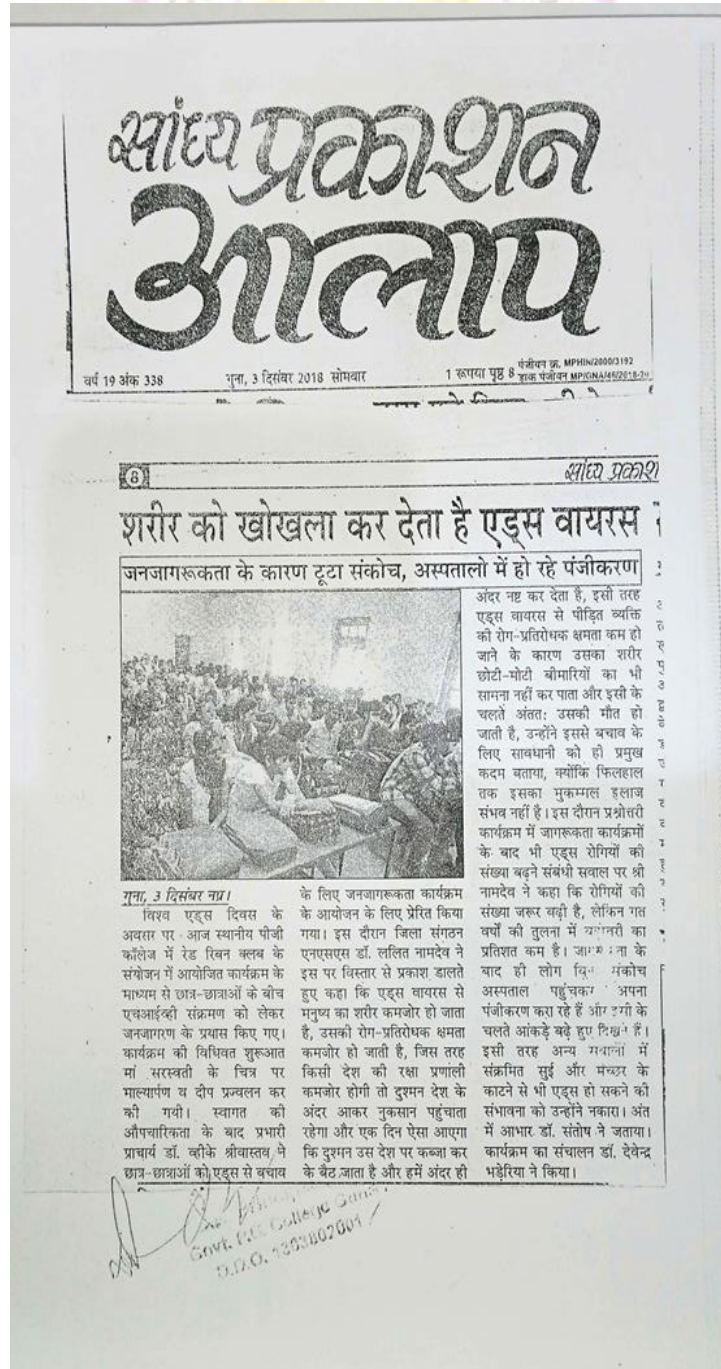 सांध्य प्रकाशन
आलाप
वर्ष 19 अंक 338
गुना, 3 दिसंबर 2018 सोमवार
1 रूपया पृष्ठ 8
पंजीयन क्र. MPHIN/2000/3192
डाक पंजीयन MP/GNA/46/2018-20
8
सांध्य प्रकाश
शरीर को खोखला कर देता है एड्स वायरस
जनजागरूकता के कारण टूटा संकोच, अस्पतालो में हो रहे पंजीकरण
गुना, 3 दिसंबर नप्र।
विश्व एड्स दिवस के
अवसर पर आज स्थानीय पीजी
कॉलेज में रेड रिबन क्लब के
संयोजन में आयोजित कार्यक्रम के
माध्यम से छात्र-छात्राओं के बीच
एचआईव्ही संक्रमण को लेकर
जनजागरण के प्रयास किए गए।
कार्यक्रम की विधिवत शुरूआत
मां सरस्वती के चित्र पर
माल्यार्पण व दीप प्रज्वलन कर
की गयी। स्वागत की
औपचारिकता के बाद प्रभारी
प्राचार्य डॉ. व्हीके श्रीवास्तव ने
छात्र-छात्राओं को एड्स से बचाव
के लिए जनजागरूकता कार्यक्रम
के आयोजन के लिए प्रेरित किया
गया। इस दौरान जिला संगठन
एनएसएस डॉ. ललित नामदेव ने
इस पर विस्तार से प्रकाश डालते
हुए कहा कि एड्स वायरस से
मनुष्य का शरीर कमजोर हो जाता
है, उसकी रोग-प्रतिरोधक क्षमता
कमजोर हो जाती है, जिस तरह
किसी देश की रक्षा प्रणाली
कमजोर होगी तो दुश्मन देश के
अंदर आकर नुकसान पहुंचाता
रहेगा और एक दिन ऐसा आएगा
कि दुश्मन उस देश पर कब्जा कर
के बैठ जाता है और हमें अंदर ही
अंदर नष्ट कर देता है, इसी तरह
एड्स वायरस से पीड़ित व्यक्ति
की रोग-प्रतिरोधक क्षमता कम हो
जाने के कारण उसका शरीर
छोटी-मोटी बीमारियों का भी
सामना नहीं कर पाता और इसी के
चलते अंतत: उसकी मौत हो
जाती है, उन्होंने इससे बचाव के
लिए सावधानी को ही प्रमुख
कदम बताया, क्योंकि फिलहाल
तक इसका मुकम्मल इलाज
संभव नहीं है। इस दौरान प्रश्नोत्तरी
कार्यक्रम में जागरूकता कार्यक्रमों
के बाद भी एड्स रोगियों की
संख्या बढ़ने संबंधी सवाल पर श्री
नामदेव ने कहा कि रोगियों की
संख्या जरूर बढ़ी है, लेकिन गत
वर्षों की तुलना में का
प्रतिशत कम है। के
बाद ही लोग संकोच
अस्पताल पहुंचकर अपना
पंजीकरण करा रहे हैं और इसी के
चलते आंकड़े बढ़े हुए दिखते हैं।
इसी तरह अन्य सवालों में
संक्रमित सुई और मच्छर के
काटने से भी एड्स हो सकने की
संभावना को उन्होंने नकारा। अंत
में आभार डॉ. संतोष ने जताया।
कार्यक्रम का संचालन डॉ. देवेन्द्र
भड़ेरिया ने किया।
Govt. P.G. College Guna
D.D.O. 1303802001